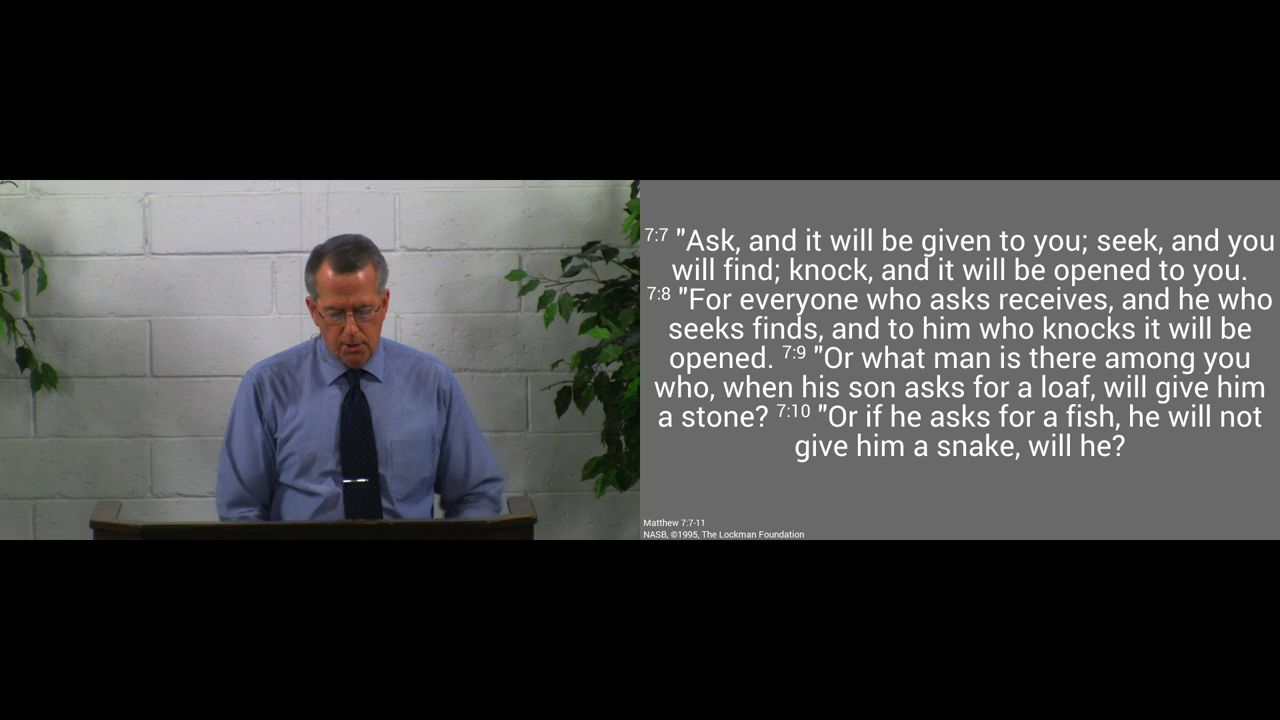 7:7 "Ask, and it will be given to you; seek, and you
will find; knock, and it will be opened to you.
7:8 "For everyone who asks receives, and he who
seeks finds, and to him who knocks it will be
opened. 7:9 "Or what man is there among you
who, when his son asks for a loaf, will give him
a stone? 7:10 "Or if he asks for a fish, he will not
give him a snake, will he?
Matthew 7:7-11
NASB, ©1995, The Lockman Foundation